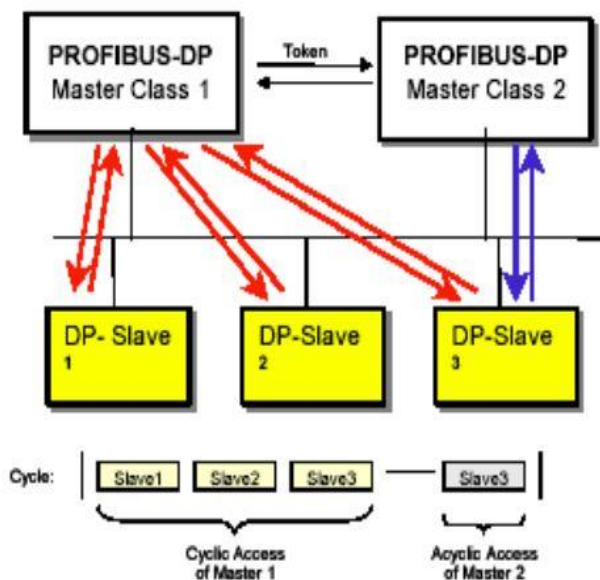 PROFIBUS-DP
Master Class 1
Token
PROFIBUS-DP
Master Class 2
DP- Slave
1
DP-Slave
2
DP-Slave
3
Cycle:
Slave1
Slave2
Slave3
Slave3
Cyclic Access
of Master 1
Acyclic Access
of Master 2